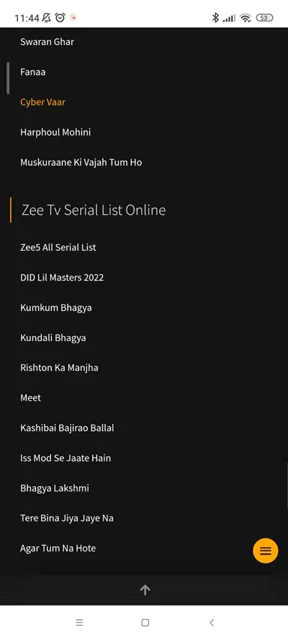 11:44
53
Swaran Ghar
Fanaa
Cyber Vaar
Harphoul Mohini
Muskuraane Ki Vajah Tum Ho
Zee Tv Serial List Online
Zee5 All Serial List
DID Lil Masters 2022
Kumkum Bhagya
Kundali Bhagya
Rishton Ka Manjha
Meet
Kashibai Bajirao Ballal
Iss Mod Se Jaate Hain
Bhagya Lakshmi
Tere Bina Jiya Jaye Na
Agar Tum Na Hote